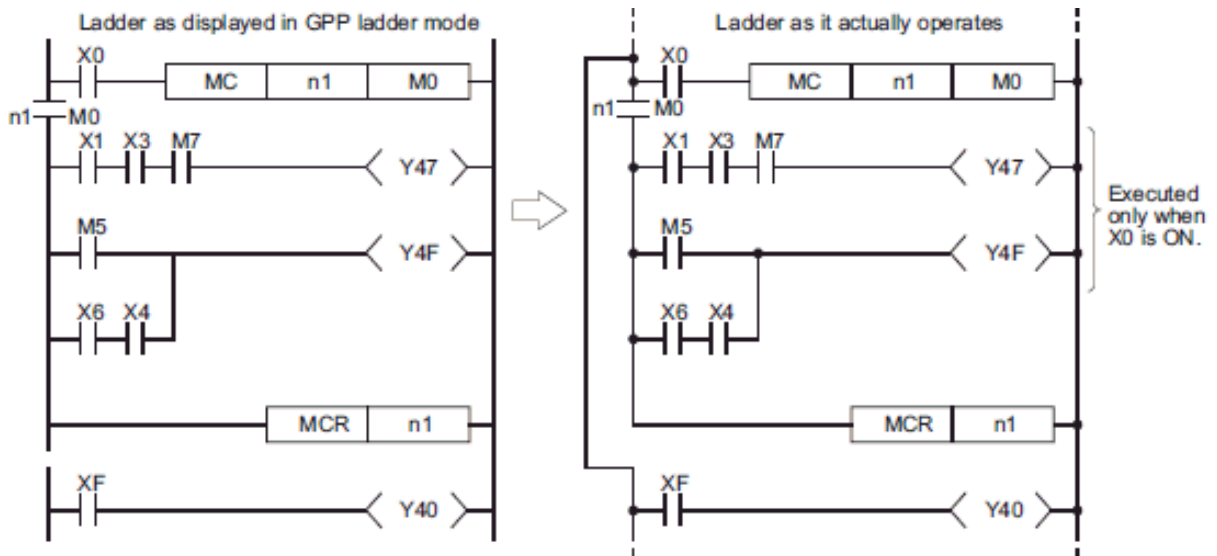 Ladder as displayed in GPP ladder mode
X0
MC n1 M0
n1 M0
X1 X3 M7
Y47
M5
Y4F
X6 X4
MCR n1
XF
Y40
Ladder as it actually operates
X0
MC n1 M0
n1 M0
X1 X3 M7
Y47
M5
Y4F
X6 X4
MCR n1
XF
Y40
Executed
only when
X0 is ON.